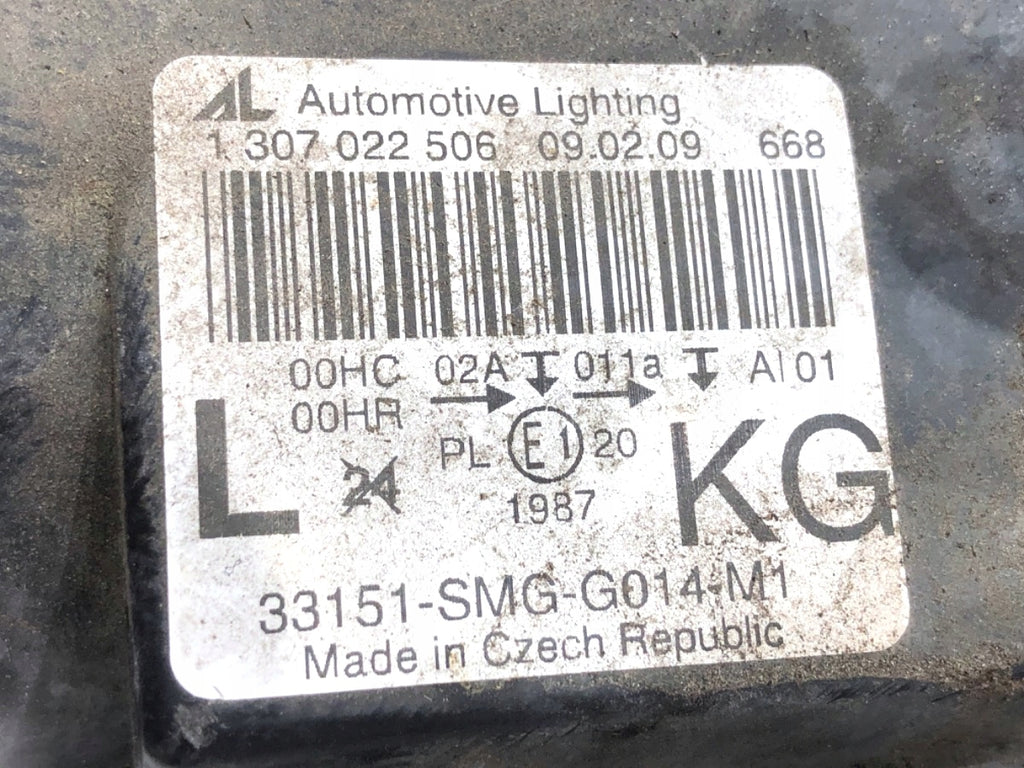 AL Automotive Lighting
1 307 022 506 09.02.09 668
00HC 02A 011a AI 01
00HR
L 24 PL E1 20 KG
1987
33151-SMG-G014-M1
Made in Czech Republic